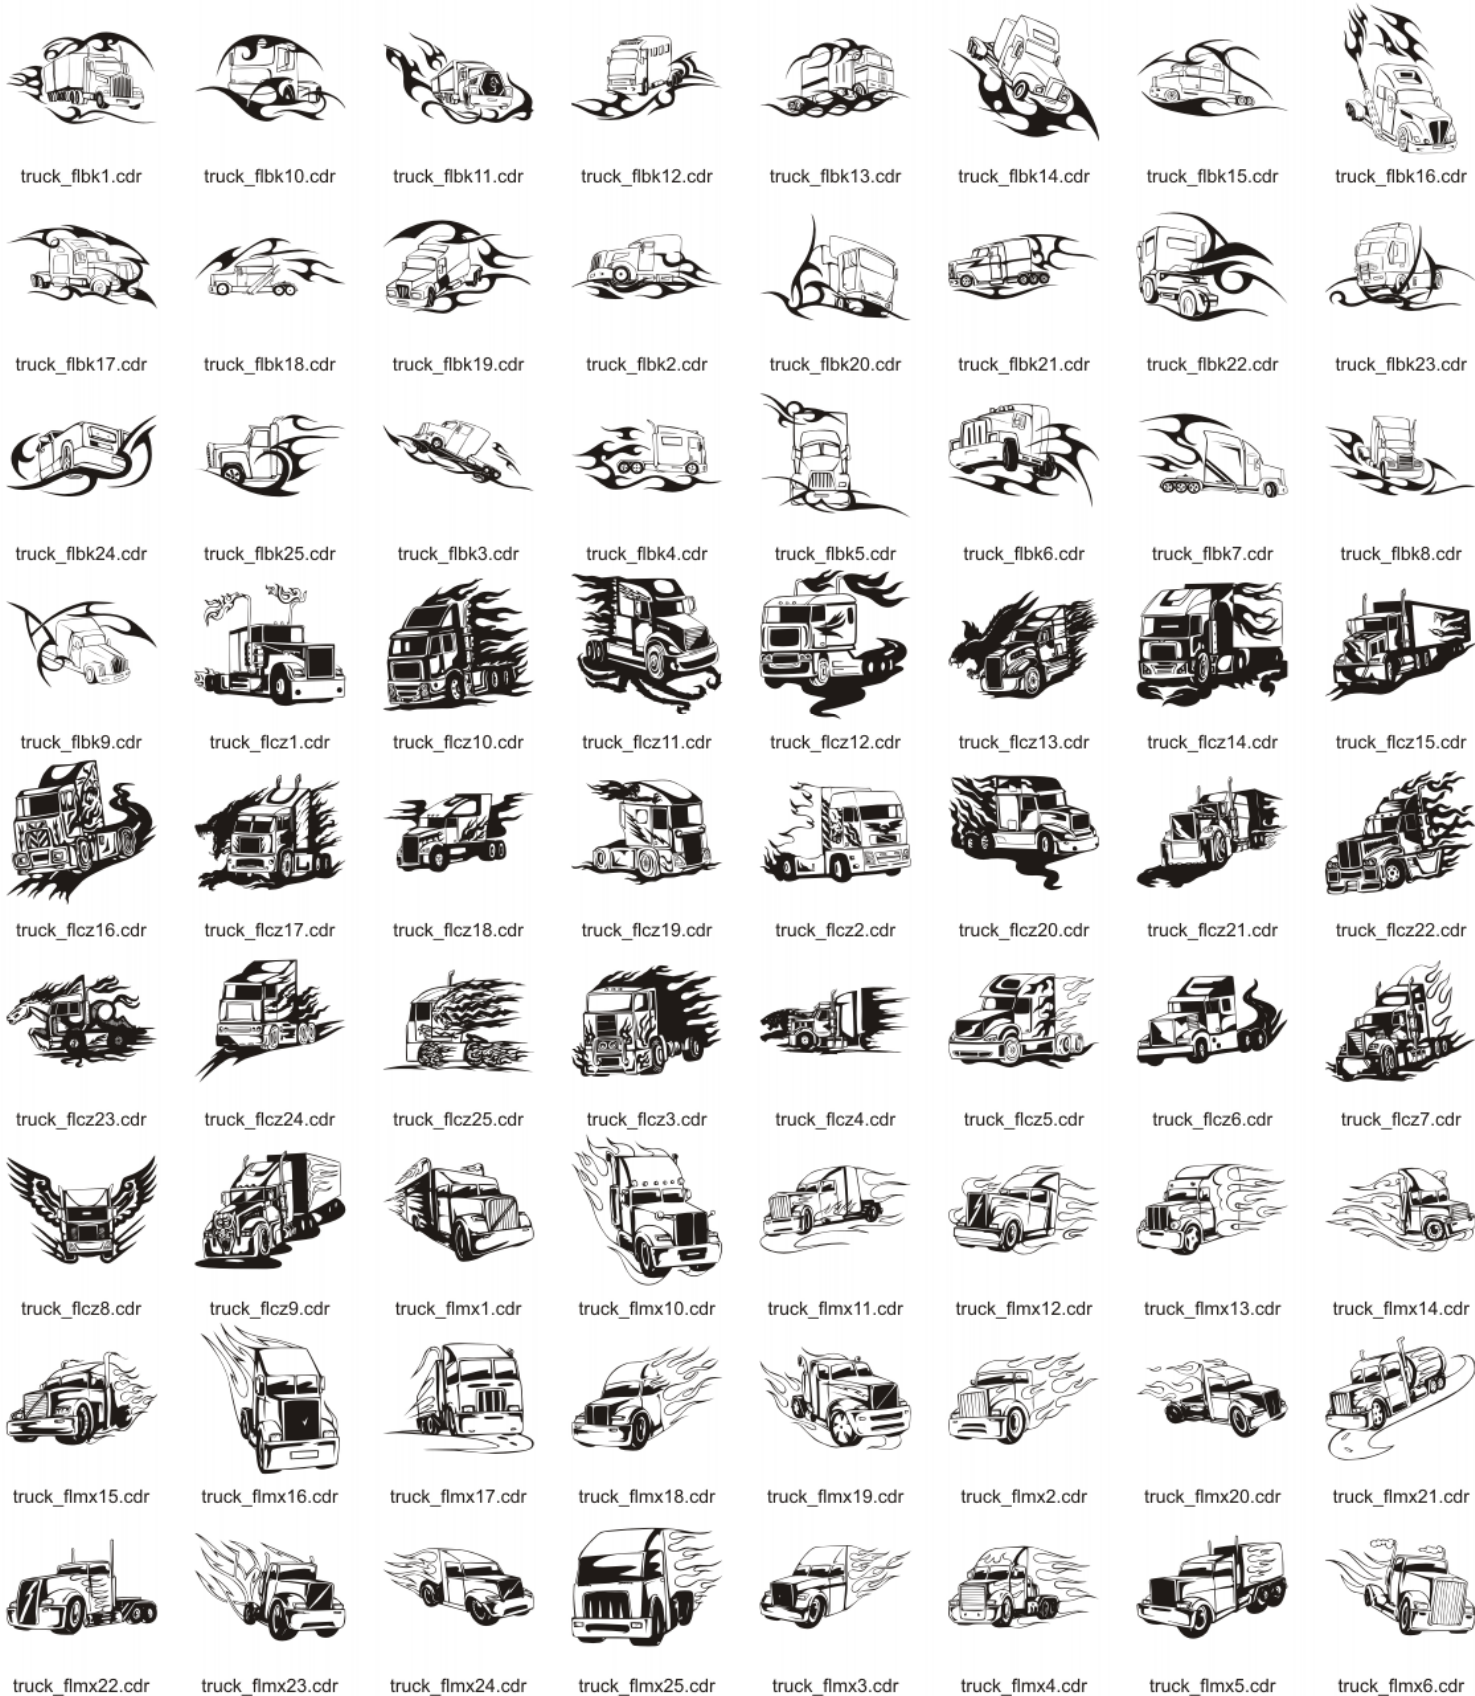 truck_flbk1.cdr truck_flbk10.cdr truck_flbk11.cdr truck_flbk12.cdr truck_flbk13.cdr truck_flbk14.cdr truck_flbk15.cdr truck_flbk16.cdr
truck_flbk17.cdr truck_flbk18.cdr truck_flbk19.cdr truck_flbk2.cdr truck_flbk20.cdr truck_flbk21.cdr truck_flbk22.cdr truck_flbk23.cdr
truck_flbk24.cdr truck_flbk25.cdr truck_flbk3.cdr truck_flbk4.cdr truck_flbk5.cdr truck_flbk6.cdr truck_flbk7.cdr truck_flbk8.cdr
truck_flbk9.cdr truck_flcz1.cdr truck_flcz10.cdr truck_flcz11.cdr truck_flcz12.cdr truck_flcz13.cdr truck_flcz14.cdr truck_flcz15.cdr
truck_flcz16.cdr truck_flcz17.cdr truck_flcz18.cdr truck_flcz19.cdr truck_flcz2.cdr truck_flcz20.cdr truck_flcz21.cdr truck_flcz22.cdr
truck_flcz23.cdr truck_flcz24.cdr truck_flcz25.cdr truck_flcz3.cdr truck_flcz4.cdr truck_flcz5.cdr truck_flcz6.cdr truck_flcz7.cdr
truck_flcz8.cdr truck_flcz9.cdr truck_flmx1.cdr truck_flmx10.cdr truck_flmx11.cdr truck_flmx12.cdr truck_flmx13.cdr truck_flmx14.cdr
truck_flmx15.cdr truck_flmx16.cdr truck_flmx17.cdr truck_flmx18.cdr truck_flmx19.cdr truck_flmx2.cdr truck_flmx20.cdr truck_flmx21.cdr
truck_flmx22.cdr truck_flmx23.cdr truck_flmx24.cdr truck_flmx25.cdr truck_flmx3.cdr truck_flmx4.cdr truck_flmx5.cdr truck_flmx6.cdr